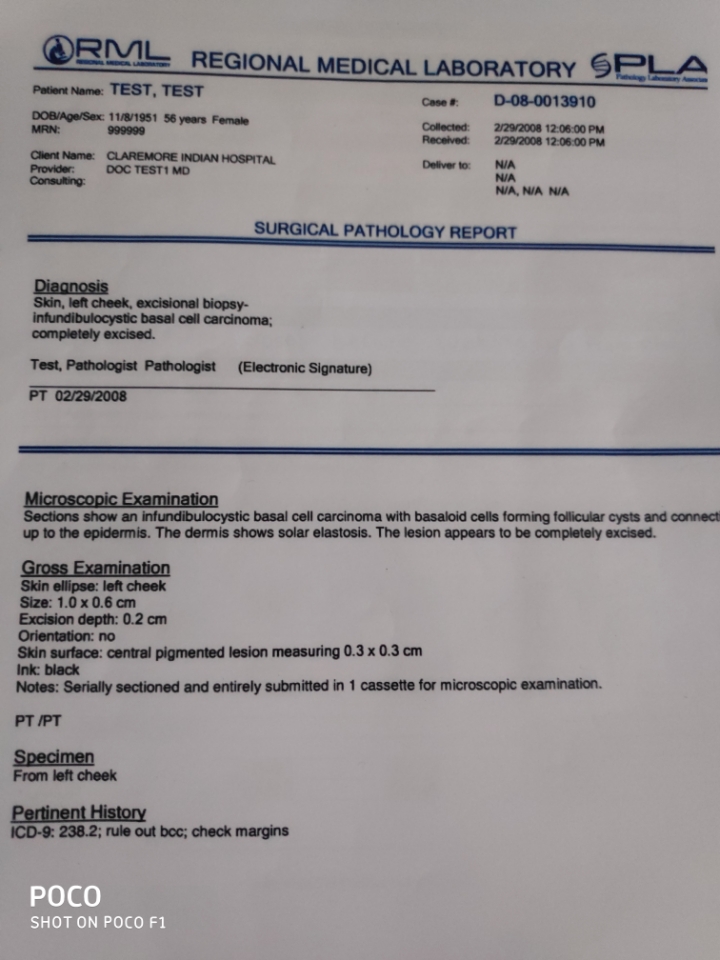 RML
REGIONAL MEDICAL LABORATORY
REGIONAL MEDICAL LABORATORY
PLA
Pathology Laboratory Associates
Patient Name: TEST, TEST
DOB/Age/Sex: 11/8/1951 56 years Female
MRN: 999999
Client Name: CLAREMORE INDIAN HOSPITAL
Provider: DOC TEST1 MD
Consulting:
Case #: D-08-0013910
Collected: 2/29/2008 12:06:00 PM
Received: 2/29/2008 12:06:00 PM
Deliver to: N/A
N/A
N/A, N/A N/A
SURGICAL PATHOLOGY REPORT
Diagnosis
Skin, left cheek, excisional biopsy-
infundibulocystic basal cell carcinoma;
completely excised.
Test, Pathologist Pathologist (Electronic Signature)
PT 02/29/2008
Microscopic Examination
Sections show an infundibulocystic basal cell carcinoma with basaloid cells forming follicular cysts and connecti
up to the epidermis. The dermis shows solar elastosis. The lesion appears to be completely excised.
Gross Examination
Skin ellipse: left cheek
Size: 1.0 x 0.6 cm
Excision depth: 0.2 cm
Orientation: no
Skin surface: central pigmented lesion measuring 0.3 x 0.3 cm
Ink: black
Notes: Serially sectioned and entirely submitted in 1 cassette for microscopic examination.
PT /PT
Specimen
From left cheek
Pertinent History
ICD-9: 238.2; rule out bcc; check margins
POCO
SHOT ON POCO F1